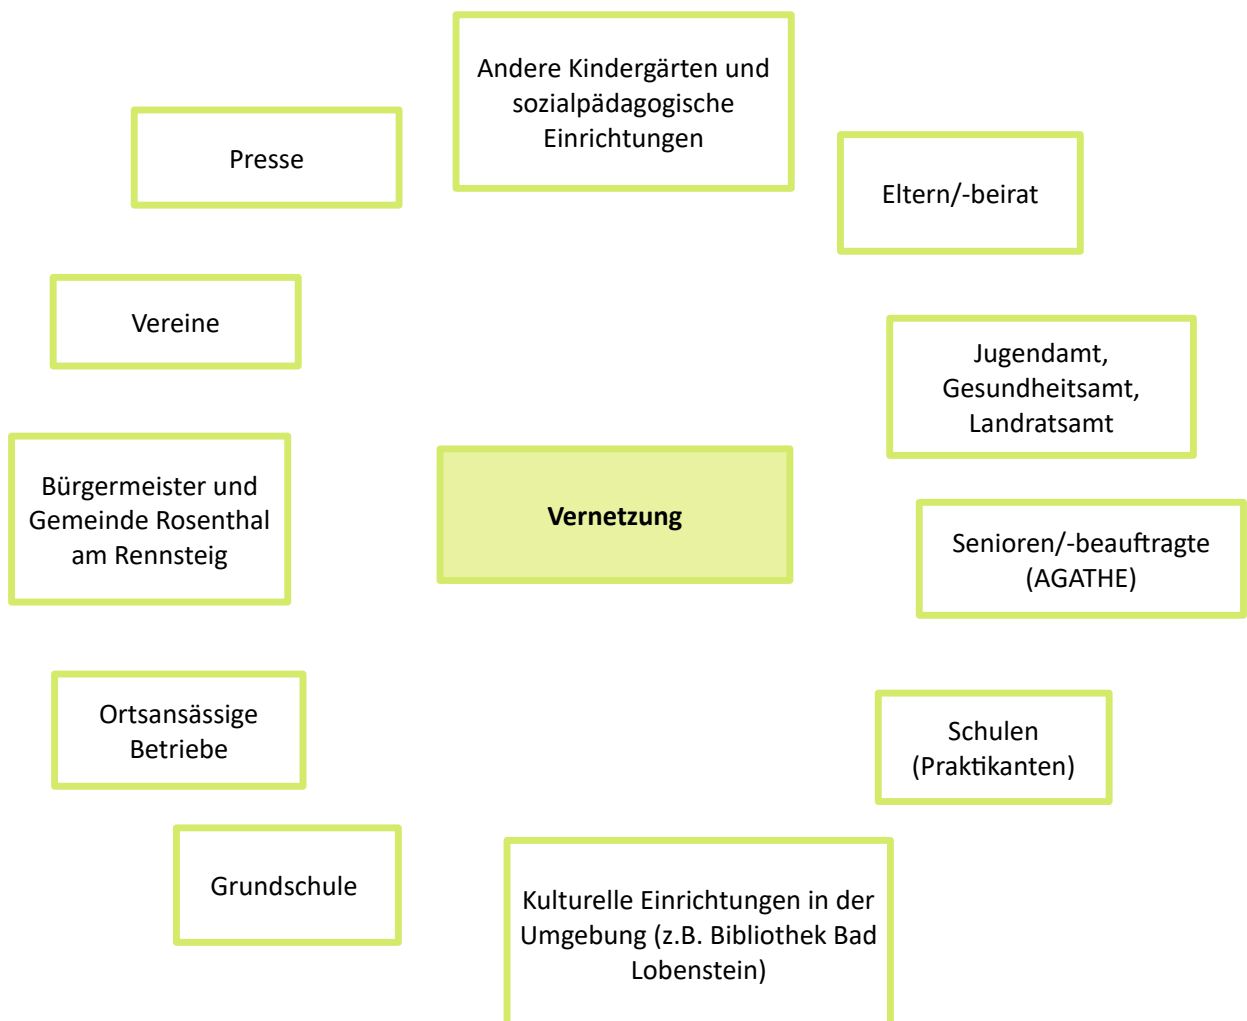 Andere Kindergärten und
sozialpädagogische
Einrichtungen
Presse
Eltern/-beirat
Vereine
Jugendamt,
Gesundheitsamt,
Landratsamt
Bürgermeister und
Gemeinde Rosenthal
am Rennsteig
Vernetzung
Senioren/-beauftragte
(AGATHE)
Ortsansässige
Betriebe
Schulen
(Praktikanten)
Grundschule
Kulturelle Einrichtungen in der
Umgebung (z.B. Bibliothek Bad
Lobenstein)